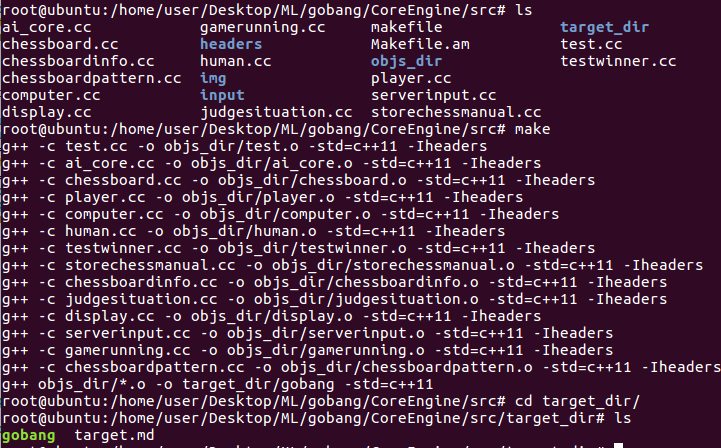 root@ubuntu:/home/user/Desktop/ML/gobang/CoreEngine/src# ls
ai_core.cc gamerunning.cc makefile target_dir
chessboard.cc headers Makefile.am test.cc
chessboardinfo.cc human.cc objs_dir testwinner.cc
chessboardpattern.cc img player.cc
computer.cc input serverinput.cc
display.cc judgesituation.cc storechessmanual.cc
root@ubuntu:/home/user/Desktop/ML/gobang/CoreEngine/src# make
g++ -c test.cc -o objs_dir/test.o -std=c++11 -Iheaders
g++ -c ai_core.cc -o objs_dir/ai_core.o -std=c++11 -Iheaders
g++ -c chessboard.cc -o objs_dir/chessboard.o -std=c++11 -Iheaders
g++ -c player.cc -o objs_dir/player.o -std=c++11 -Iheaders
g++ -c computer.cc -o objs_dir/computer.o -std=c++11 -Iheaders
g++ -c human.cc -o objs_dir/human.o -std=c++11 -Iheaders
g++ -c testwinner.cc -o objs_dir/testwinner.o -std=c++11 -Iheaders
g++ -c storechessmanual.cc -o objs_dir/storechessmanual.o -std=c++11 -Iheaders
g++ -c chessboardinfo.cc -o objs_dir/chessboardinfo.o -std=c++11 -Iheaders
g++ -c judgesituation.cc -o objs_dir/judgesituation.o -std=c++11 -Iheaders
g++ -c display.cc -o objs_dir/display.o -std=c++11 -Iheaders
g++ -c serverinput.cc -o objs_dir/serverinput.o -std=c++11 -Iheaders
g++ -c gamerunning.cc -o objs_dir/gamerunning.o -std=c++11 -Iheaders
g++ -c chessboardpattern.cc -o objs_dir/chessboardpattern.o -std=c++11 -Iheaders
g++ objs_dir/*.o -o target_dir/gobang -std=c++11
root@ubuntu:/home/user/Desktop/ML/gobang/CoreEngine/src# cd target_dir/
root@ubuntu:/home/user/Desktop/ML/gobang/CoreEngine/src/target_dir# ls
gobang target.md